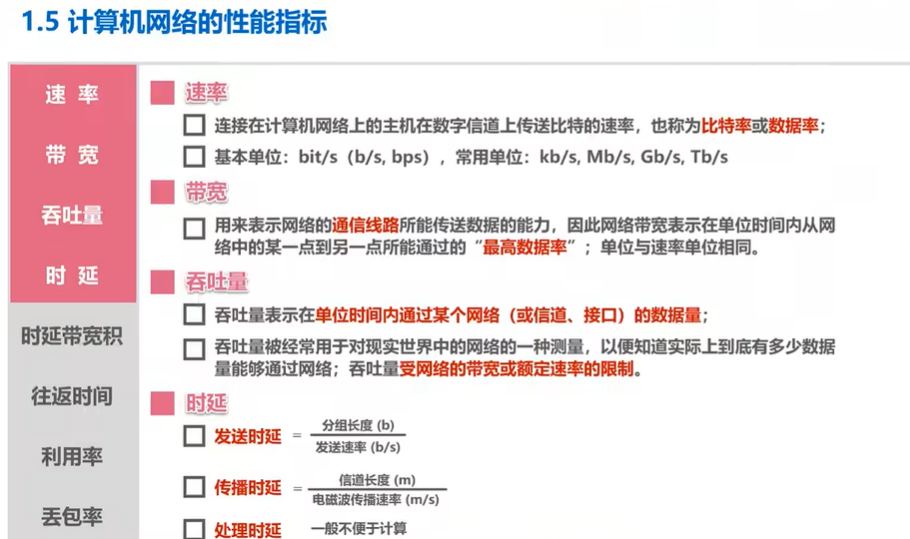 1.5 计算机网络的性能指标
速 率
带 宽
吞吐量
时 延
时延带宽积
往返时间
利用率
丢包率
速率
连接在计算机网络上的主机在数字信道上传送比特的速率，也称为比特率或数据率；
基本单位：bit/s（b/s, bps），常用单位：kb/s, Mb/s, Gb/s, Tb/s
带宽
用来表示网络的通信线路所能传送数据的能力，因此网络带宽表示在单位时间内从网
络中的某一点到另一点所能通过的“最高数据率”；单位与速率单位相同。
吞吐量
吞吐量表示在单位时间内通过某个网络（或信道、接口）的数据量；
吞吐量被经常用于对现实世界中的网络的一种测量，以便知道实际上到底有多少数据
量能够通过网络；吞吐量受网络的带宽或额定速率的限制。
时延
发送时延 =
分组长度 (b)
发送速率 (b/s)
传播时延 =
信道长度 (m)
电磁波传播速率 (m/s)
处理时延 一般不便于计算